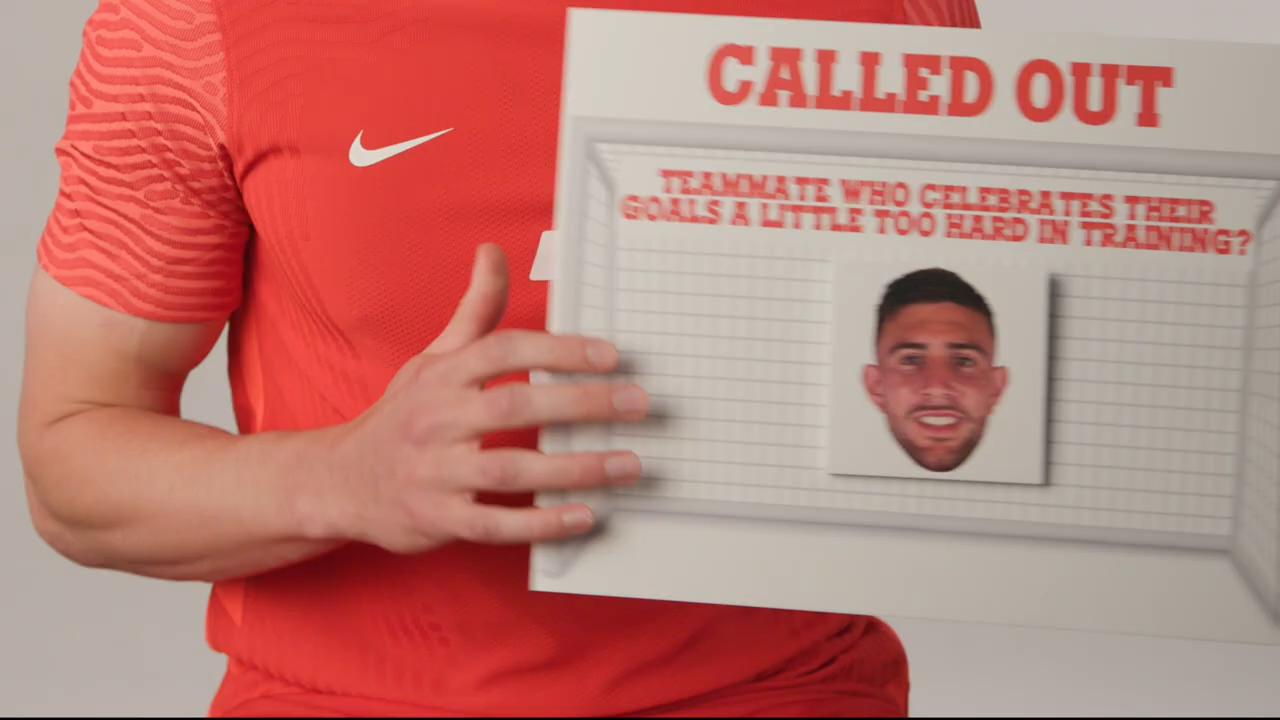 CALLED OUT
TEAMMATE WHO CELEBRATES THEIR
GOALS A LITTLE TOO HARD IN TRAINING?